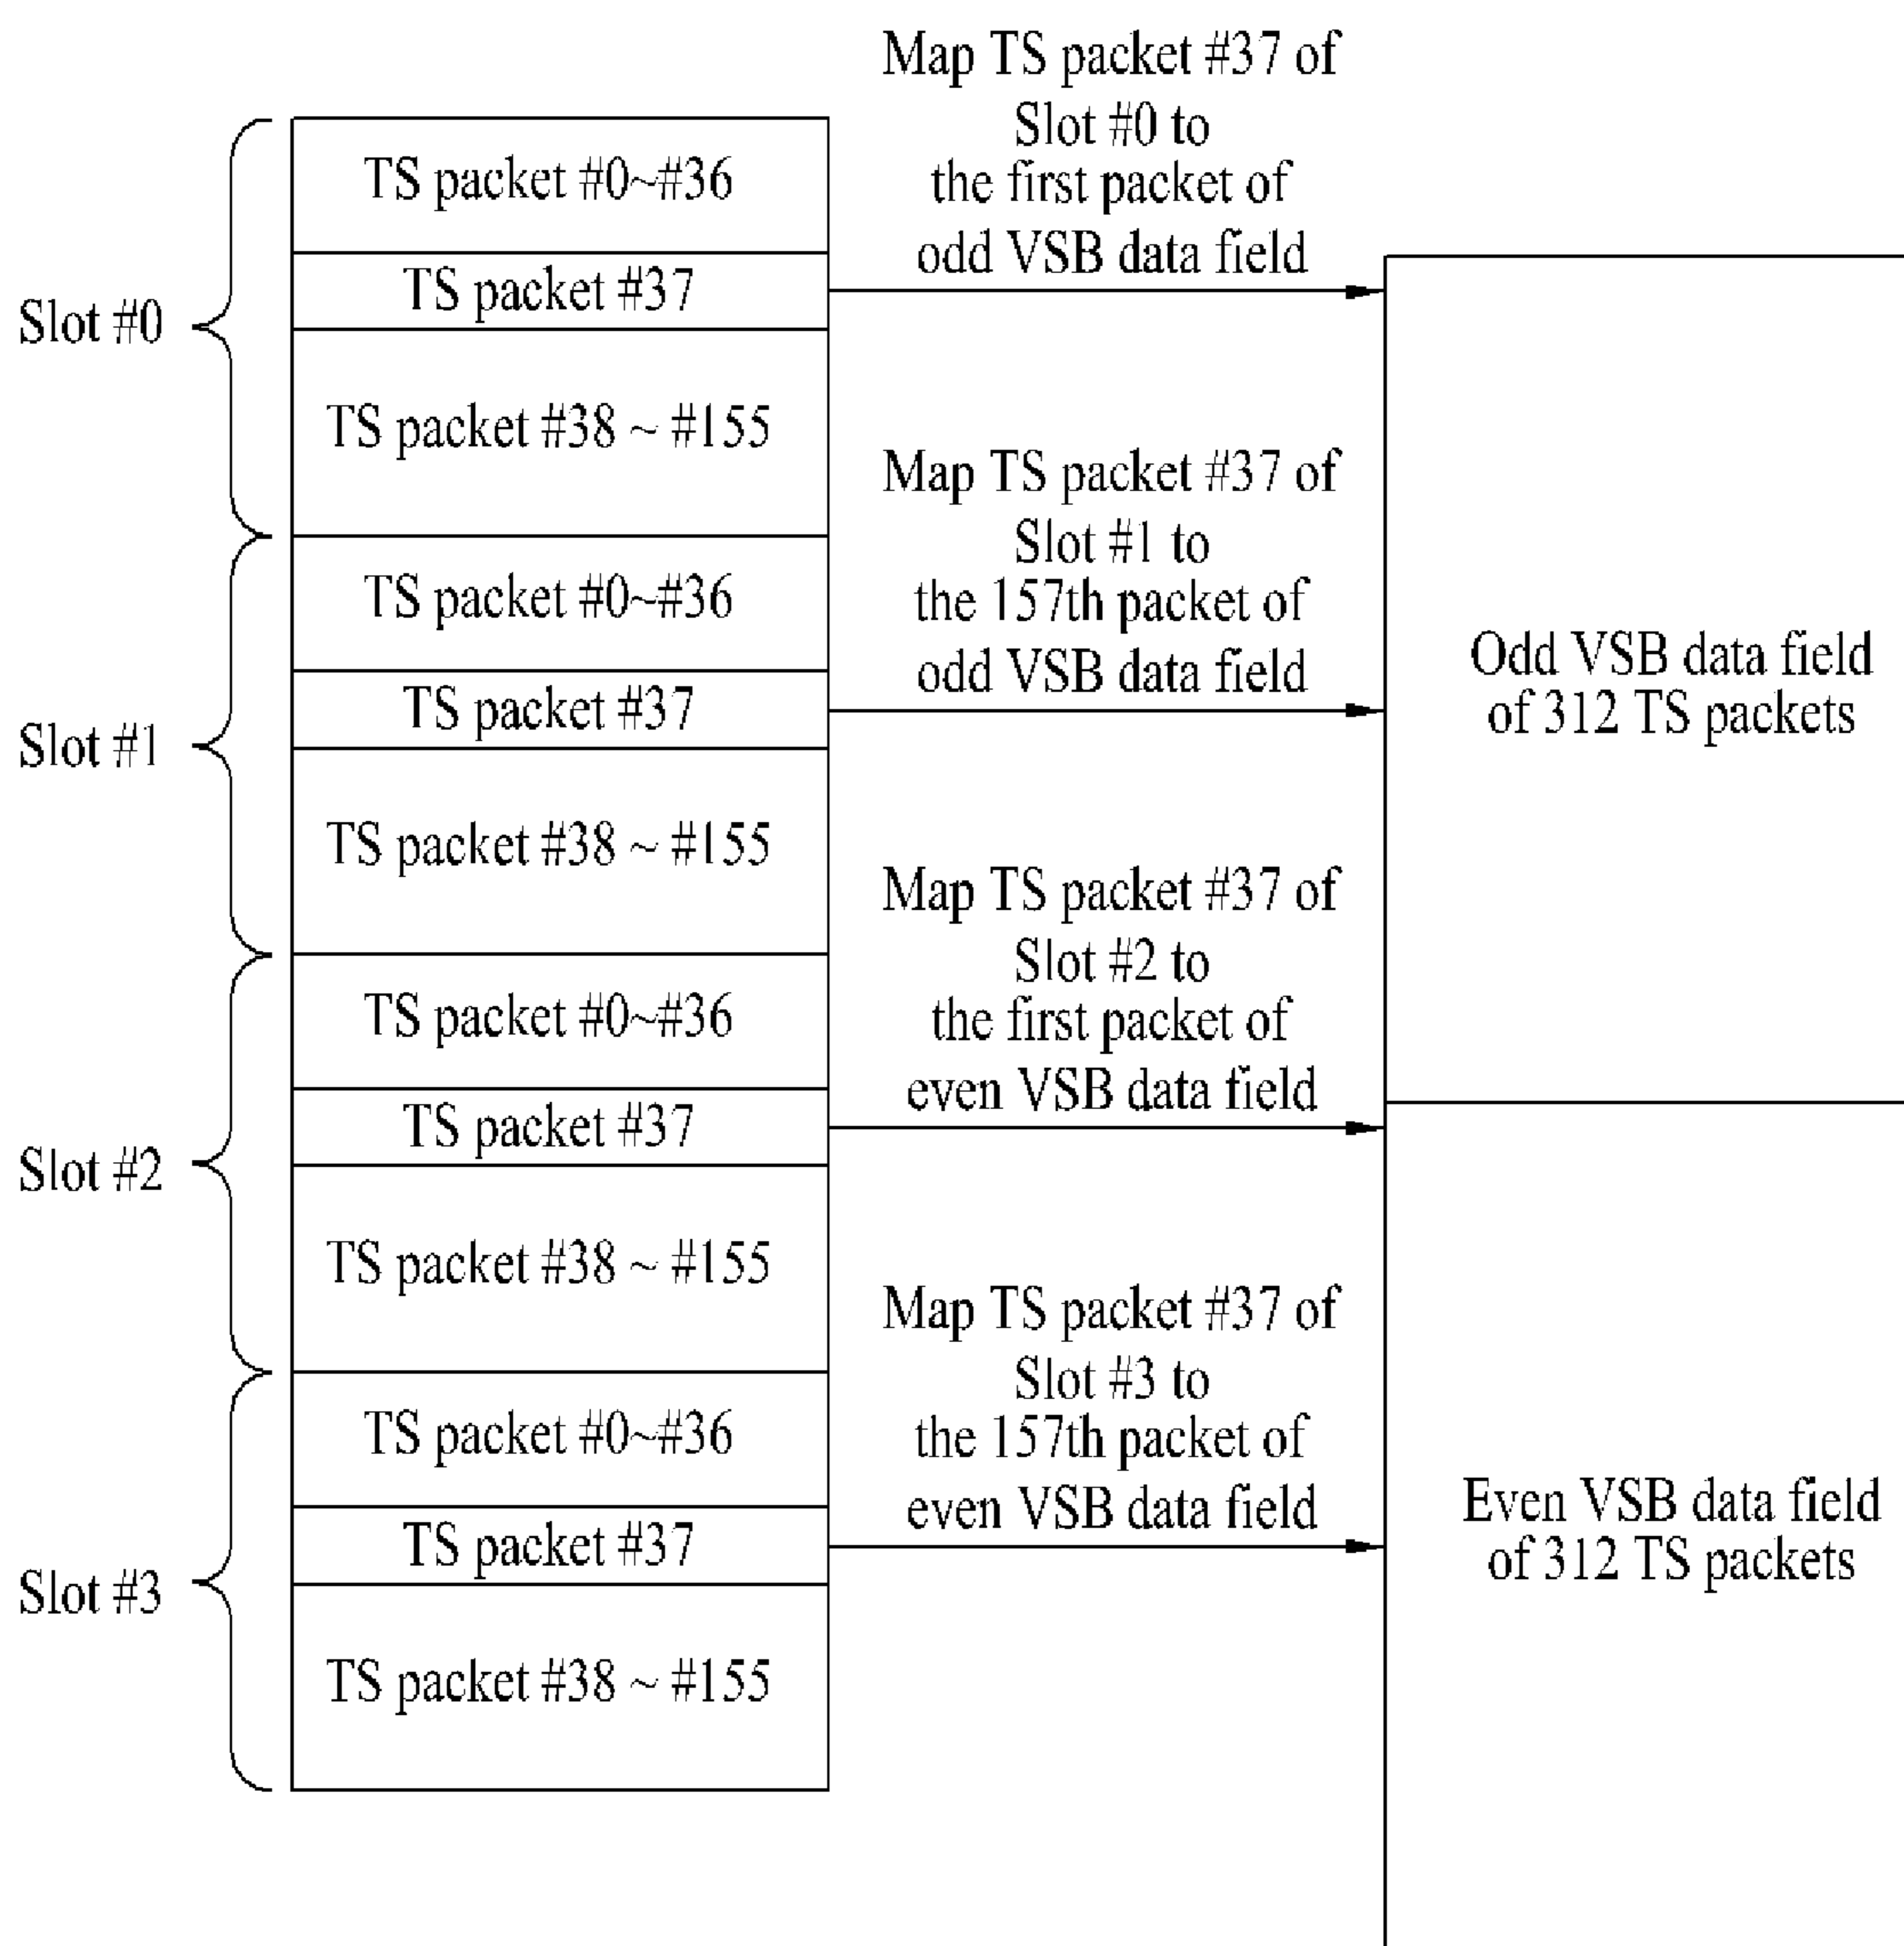 Slot #0
TS packet #0~#36
TS packet #37
TS packet #38 ~ #155
Map TS packet #37 of
Slot #0 to
the first packet of
odd VSB data field
Slot #1
TS packet #0~#36
TS packet #37
TS packet #38 ~ #155
Map TS packet #37 of
Slot #1 to
the 157th packet of
odd VSB data field
Odd VSB data field
of 312 TS packets
Slot #2
TS packet #0~#36
TS packet #37
TS packet #38 ~ #155
Map TS packet #37 of
Slot #2 to
the first packet of
even VSB data field
Slot #3
TS packet #0~#36
TS packet #37
TS packet #38 ~ #155
Map TS packet #37 of
Slot #3 to
the 157th packet of
even VSB data field
Even VSB data field
of 312 TS packets